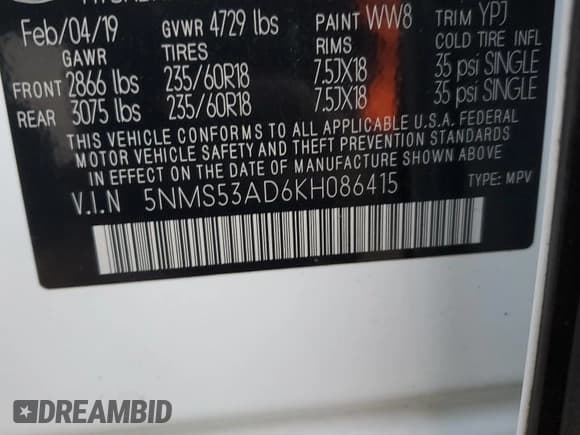 Feb/04/19 GVWR 4729 lbs PAINT WW8 TRIM YPJ
GAWR TIRES RIMS COLD TIRE INFL
FRONT 2866 lbs 235/60R18 7.5JX18 35 psi SINGLE
REAR 3075 lbs 235/60R18 7.5JX18 35 psi SINGLE
THIS VEHICLE CONFORMS TO ALL APPLICABLE U.S.A. FEDERAL
MOTOR VEHICLE SAFETY AND THEFT PREVENTION STANDARDS
IN EFFECT ON THE DATE OF MANUFACTURE SHOWN ABOVE.
V.I.N 5NMS53AD6KH086415 TYPE: MPV
DREAMBID